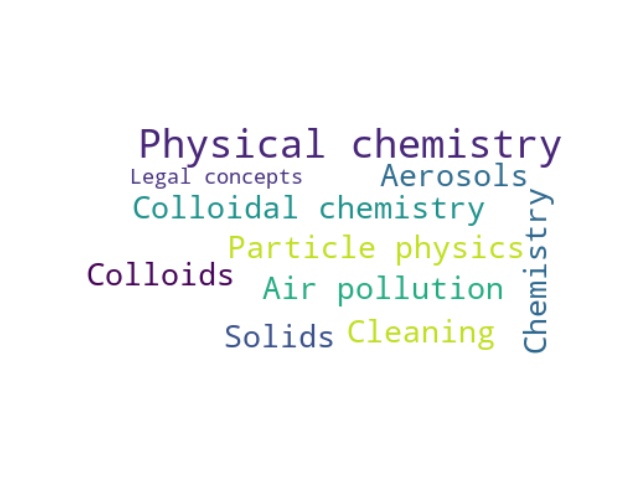 Physical chemistry
Legal concepts
Aerosols
Colloidal chemistry
Particle physics
Colloids
Air pollution
Solids
Cleaning
Chemistry